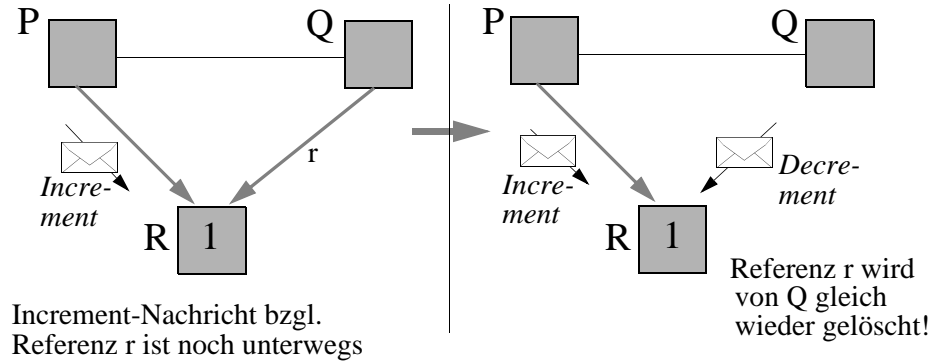 P
Q
r
Incre-
ment
R
1
Increment-Nachricht bzgl.
Referenz r ist noch unterwegs
P
Q
Incre-
ment
Decre-
ment
R
1
Referenz r wird
von Q gleich
wieder gelöscht!